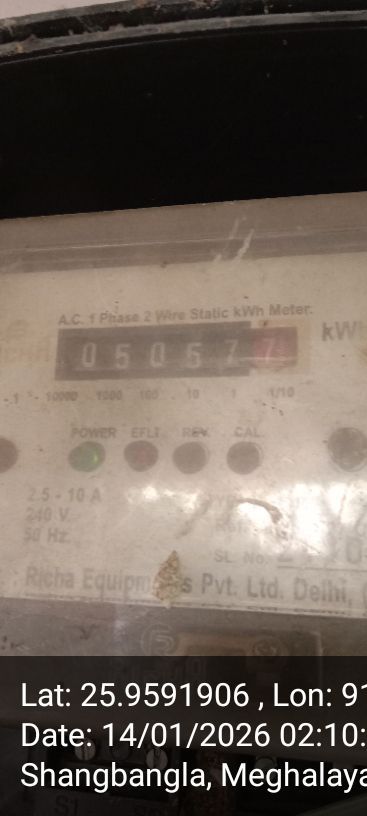 A.C. 1 Phase 2 Wire Static kWh Meter.
0 5 0 5 7 7
kW
10000 1000 100 10 1 1/10
POWER EFLT REV CAL
2.5 - 10 A
240 V
50 Hz
SL. No.
Richa Equipments Pvt. Ltd. Delhi,
Lat: 25.9591906 , Lon: 91
Date: 14/01/2026 02:10:
Shangbangla, Meghalaya